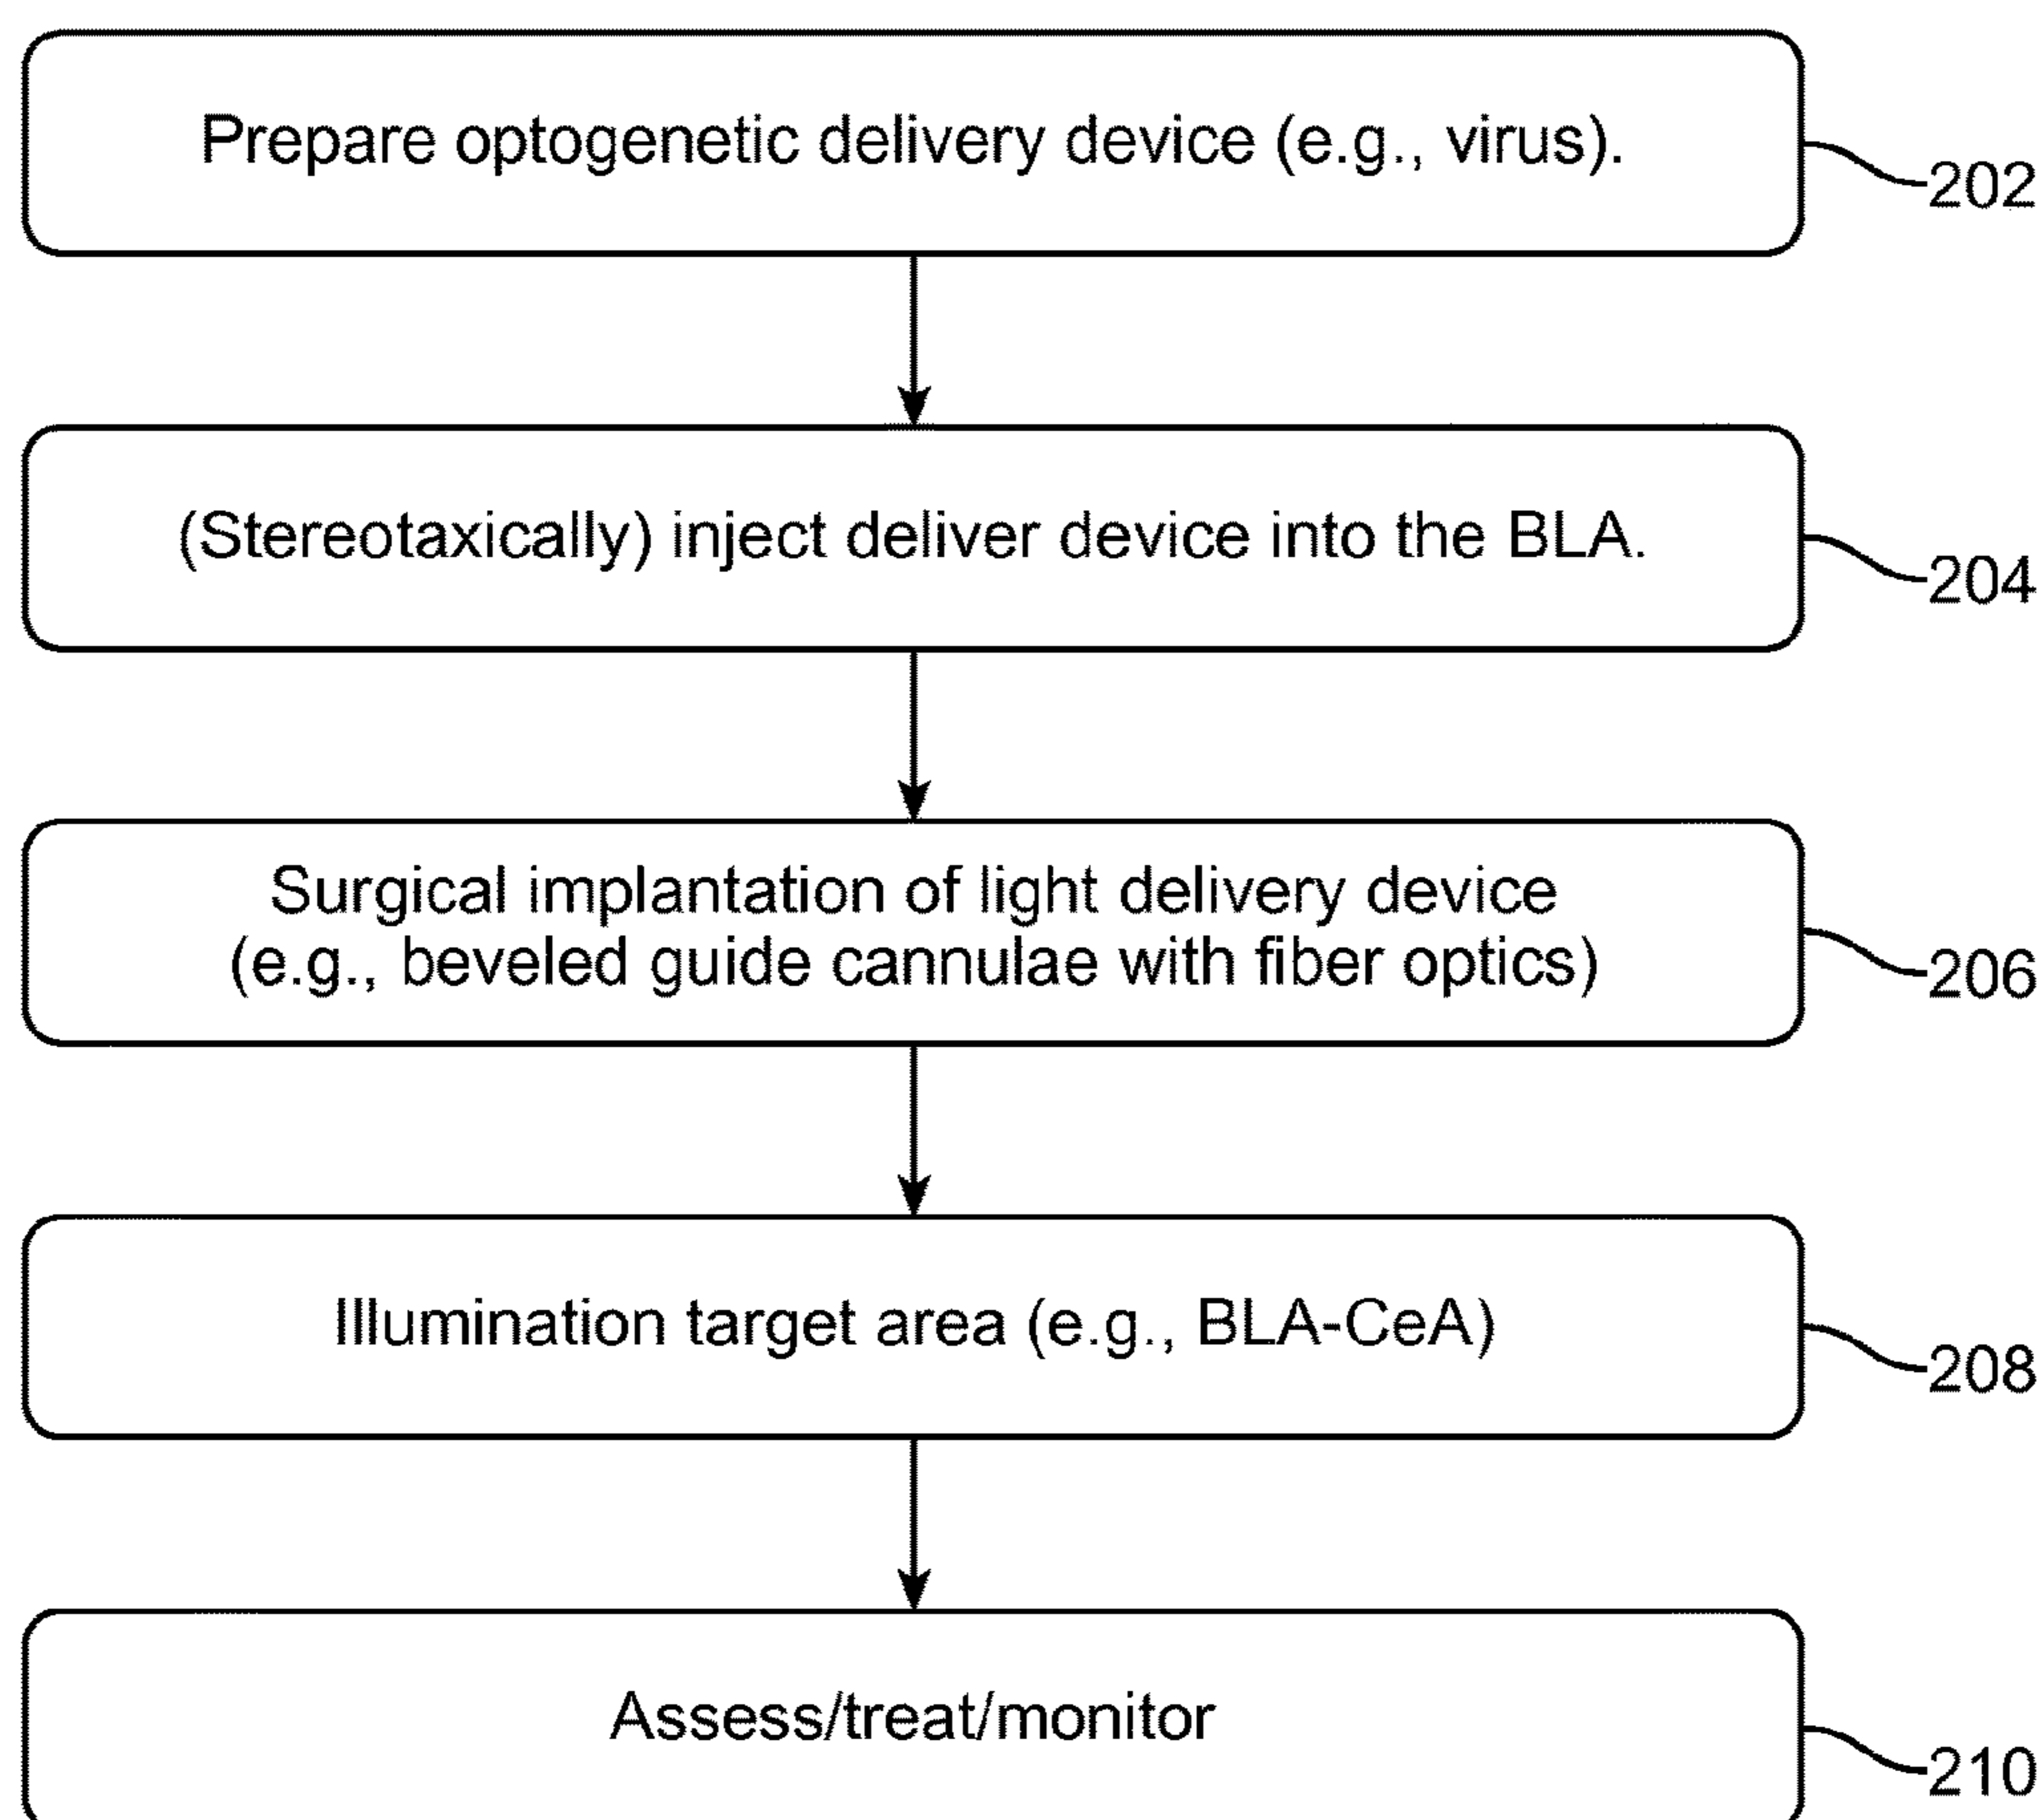 Prepare optogenetic delivery device (e.g., virus).
202
(Stereotaxically) inject deliver device into the BLA.
204
Surgical implantation of light delivery device
(e.g., beveled guide cannulae with fiber optics)
206
Illumination target area (e.g., BLA-CeA)
208
Assess/treat/monitor
210